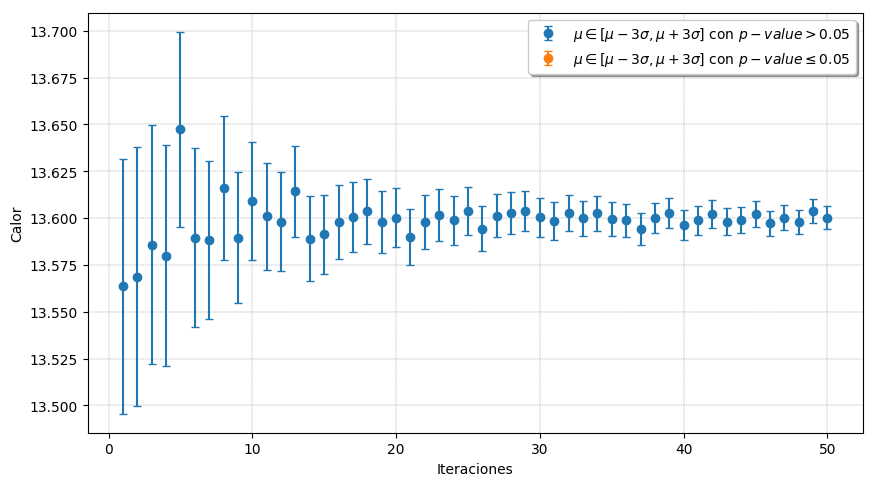 13.700
13.675
13.650
13.625
13.600
13.575
13.550
13.525
13.500
Calor
0 10 20 30 40 50
Iteraciones
μ ∈ [μ − 3σ, μ + 3σ] con p − value > 0.05
μ ∈ [μ − 3σ, μ + 3σ] con p − value ≤ 0.05